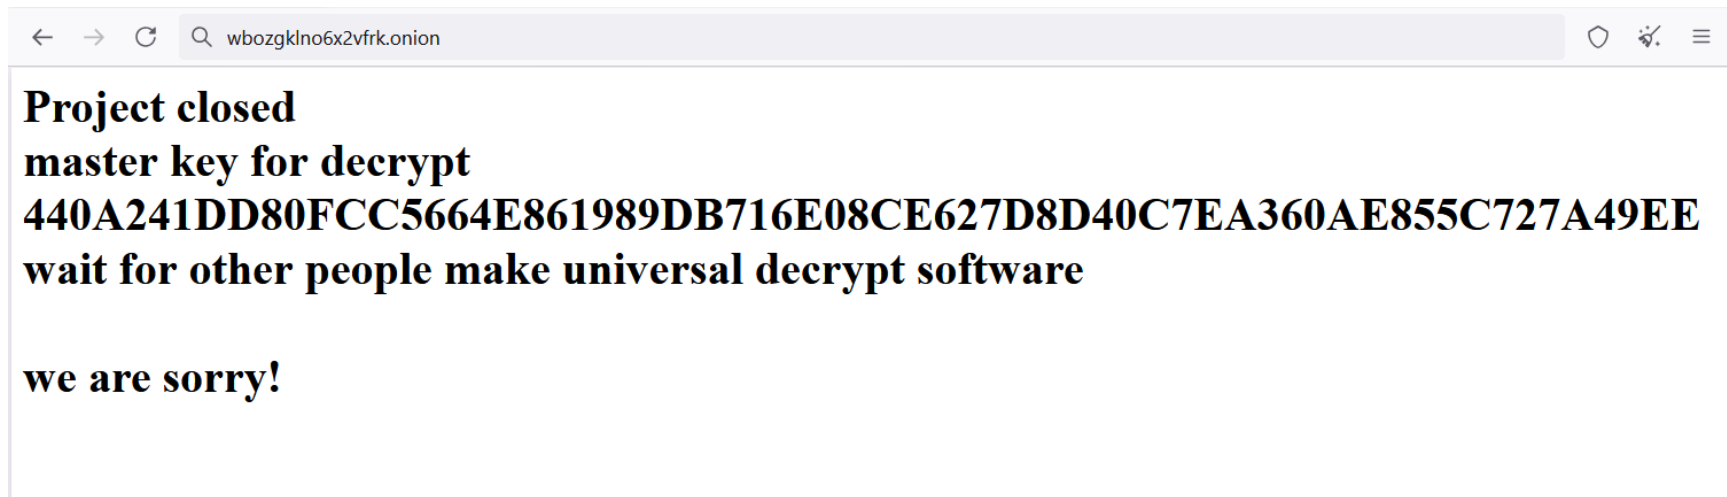 wbozgklno6x2vfrk.onion
Project closed
master key for decrypt
440A241DD80FCC5664E861989DB716E08CE627D8D40C7EA360AE855C727A49EE
wait for other people make universal decrypt software
we are sorry!